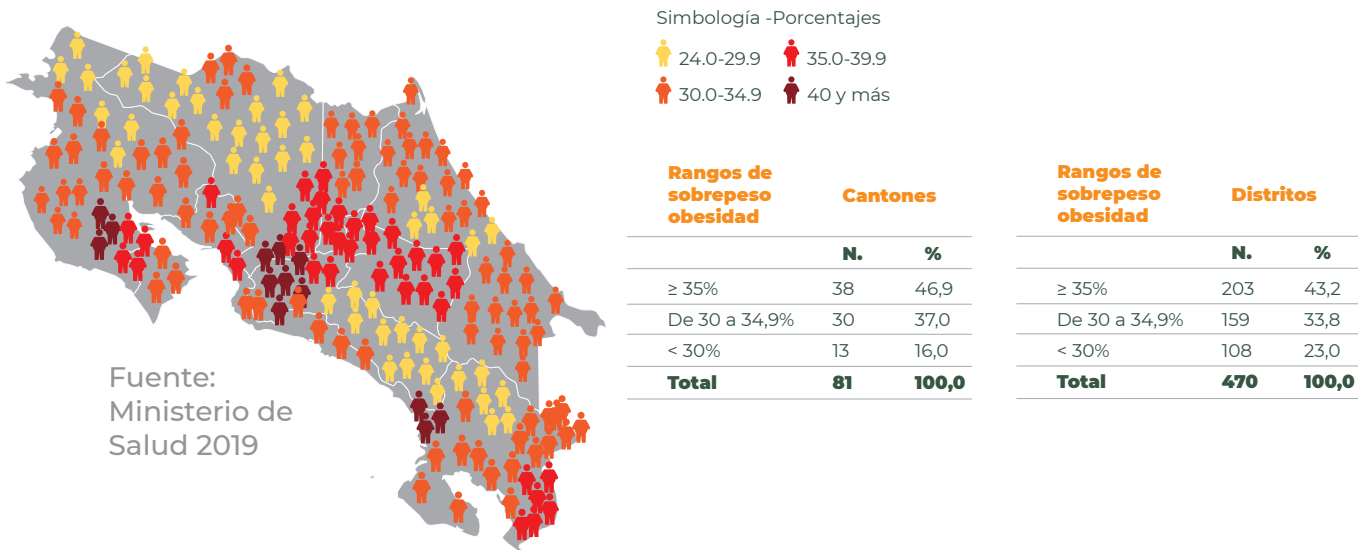 Simbología -Porcentajes
24.0-29.9
35.0-39.9
30.0-34.9
40 y más
Fuente:
Ministerio de
Salud 2019
Rangos de
sobrepeso
obesidad
Cantones
N. %
≥ 35% 38 46,9
De 30 a 34,9% 30 37,0
< 30% 13 16,0
Total 81 100,0
Rangos de
sobrepeso
obesidad
Distritos
N. %
≥ 35% 203 43,2
De 30 a 34,9% 159 33,8
< 30% 108 23,0
Total 470 100,0